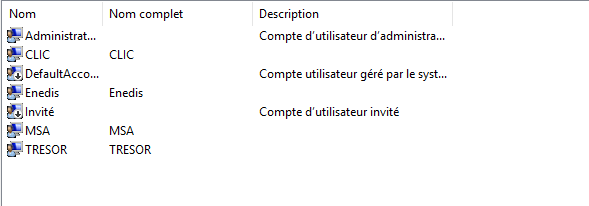 Nom Nom complet Description
Administrat... Compte d'utilisateur d'administra...
CLIC CLIC
DefaultAcco... Compte utilisateur géré par le syst...
Enedis Enedis
Invité Compte d'utilisateur invité
MSA MSA
TRESOR TRESOR